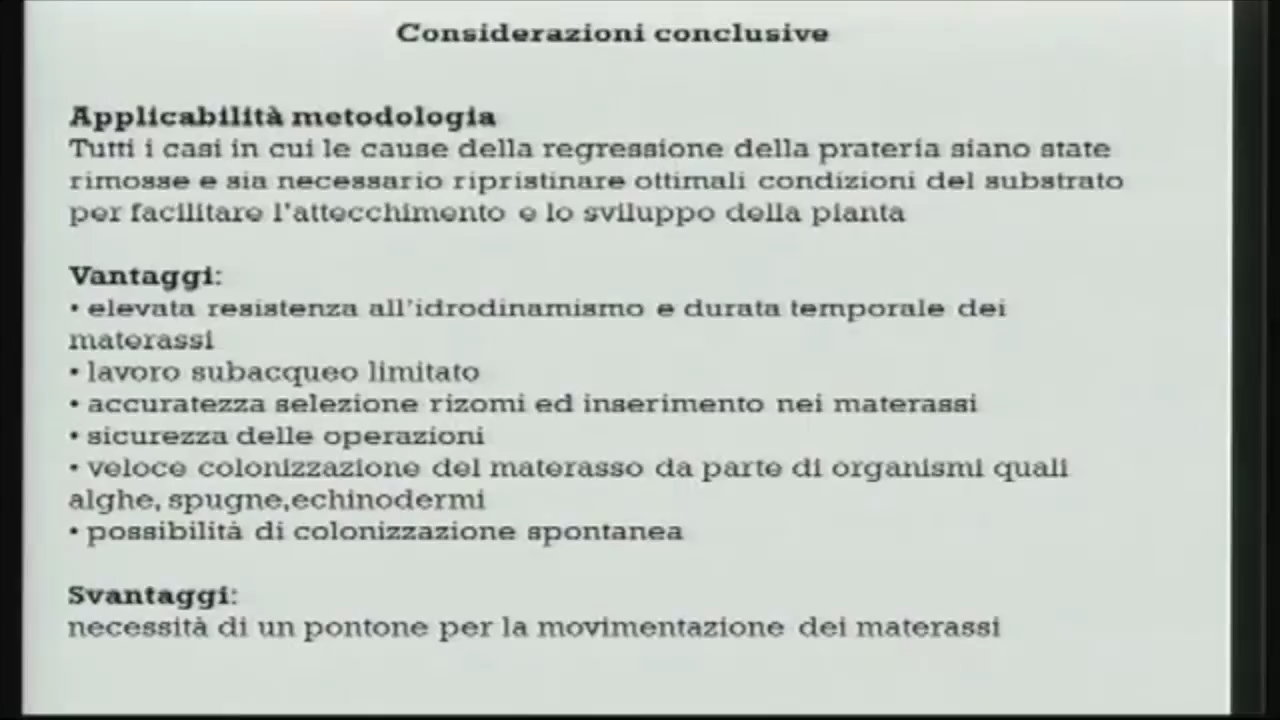 Considerazioni conclusive
Applicabilità metodologia
Tutti i casi in cui le cause della regressione della prateria siano state
rimosse e sia necessario ripristinare ottimali condizioni del substrato
per facilitare l'attecchimento e lo sviluppo della pianta
Vantaggi:
• elevata resistenza all'idrodinamismo e durata temporale dei
materassi
• lavoro subacqueo limitato
• accuratezza selezione rizomi ed inserimento nei materassi
• sicurezza delle operazioni
• veloce colonizzazione del materasso da parte di organismi quali
alghe, spugne,echinodermi
• possibilità di colonizzazione spontanea
Svantaggi:
necessità di un pontone per la movimentazione dei materassi